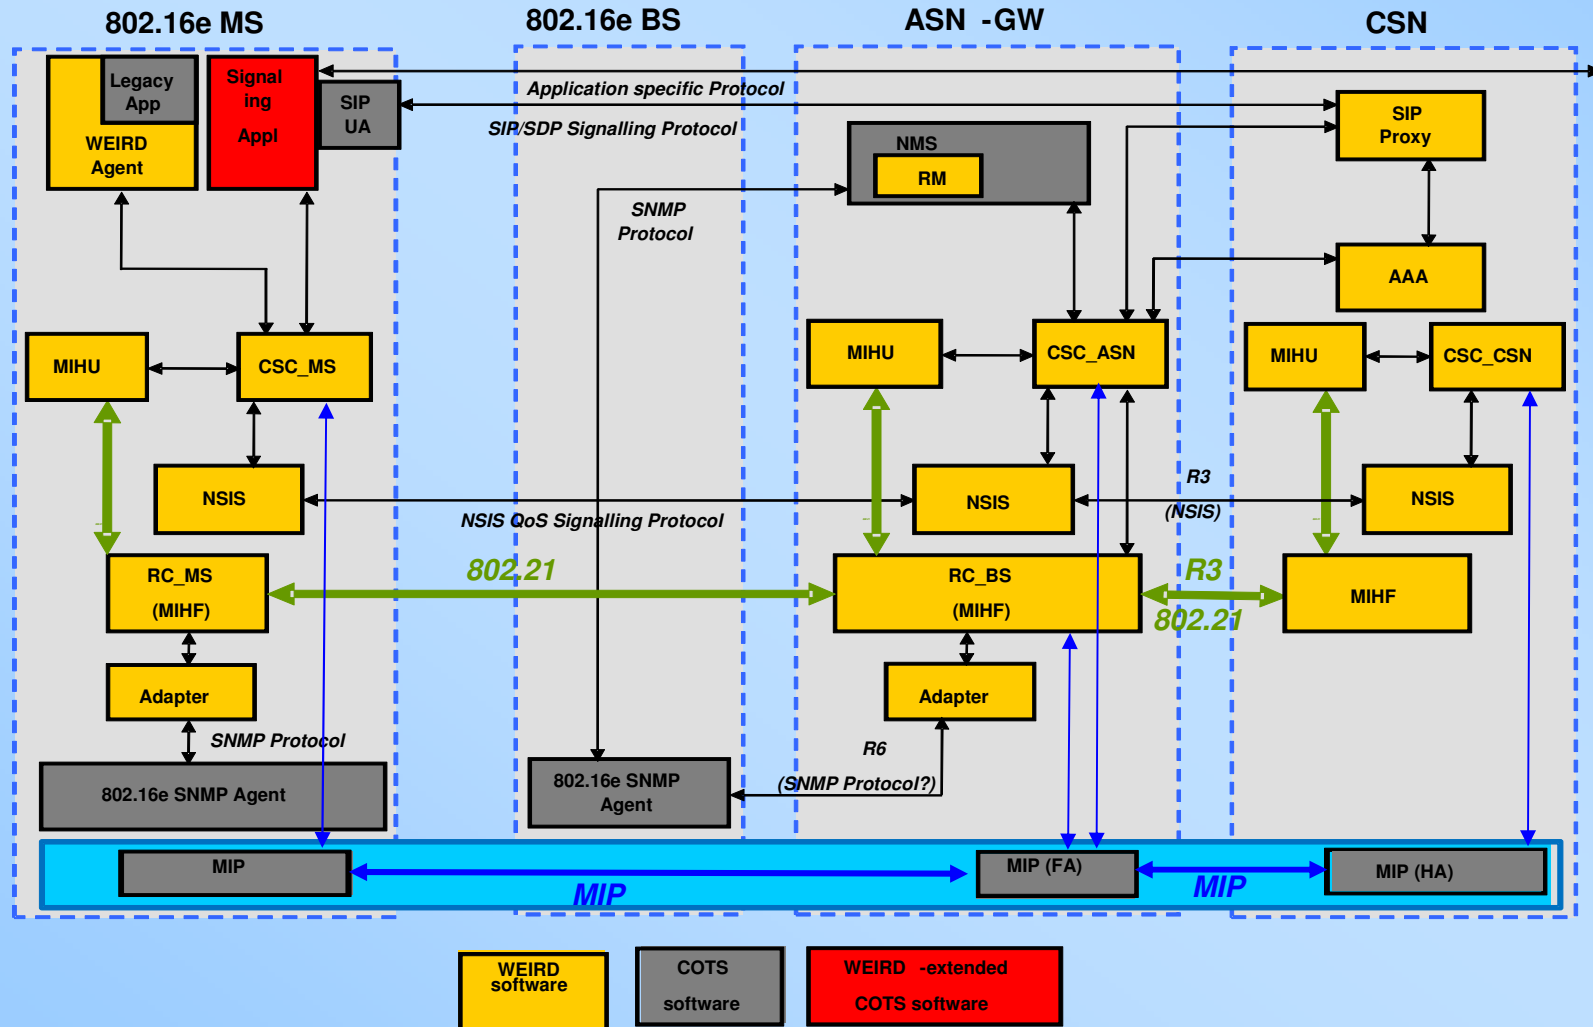 802.16e MS
802.16e BS
ASN -GW
CSN
Legacy
App
WEIRD
Agent
Signal
ing
Appl
SIP
UA
Application specific Protocol
SIP/SDP Signalling Protocol
NMS
RM
SIP
Proxy
SNMP
Protocol
AAA
MIHU
CSC_MS
MIHU
CSC_ASN
MIHU
CSC_CSN
NSIS
NSIS QoS Signalling Protocol
NSIS
R3
(NSIS)
NSIS
RC_MS
(MIHF)
802.21
RC_BS
(MIHF)
R3
802.21
MIHF
Adapter
Adapter
SNMP Protocol
R6
(SNMP Protocol?)
802.16e SNMP Agent
802.16e SNMP
Agent
MIP
MIP
MIP (FA)
MIP
MIP (HA)
WEIRD
software
COTS
software
WEIRD -extended
COTS software